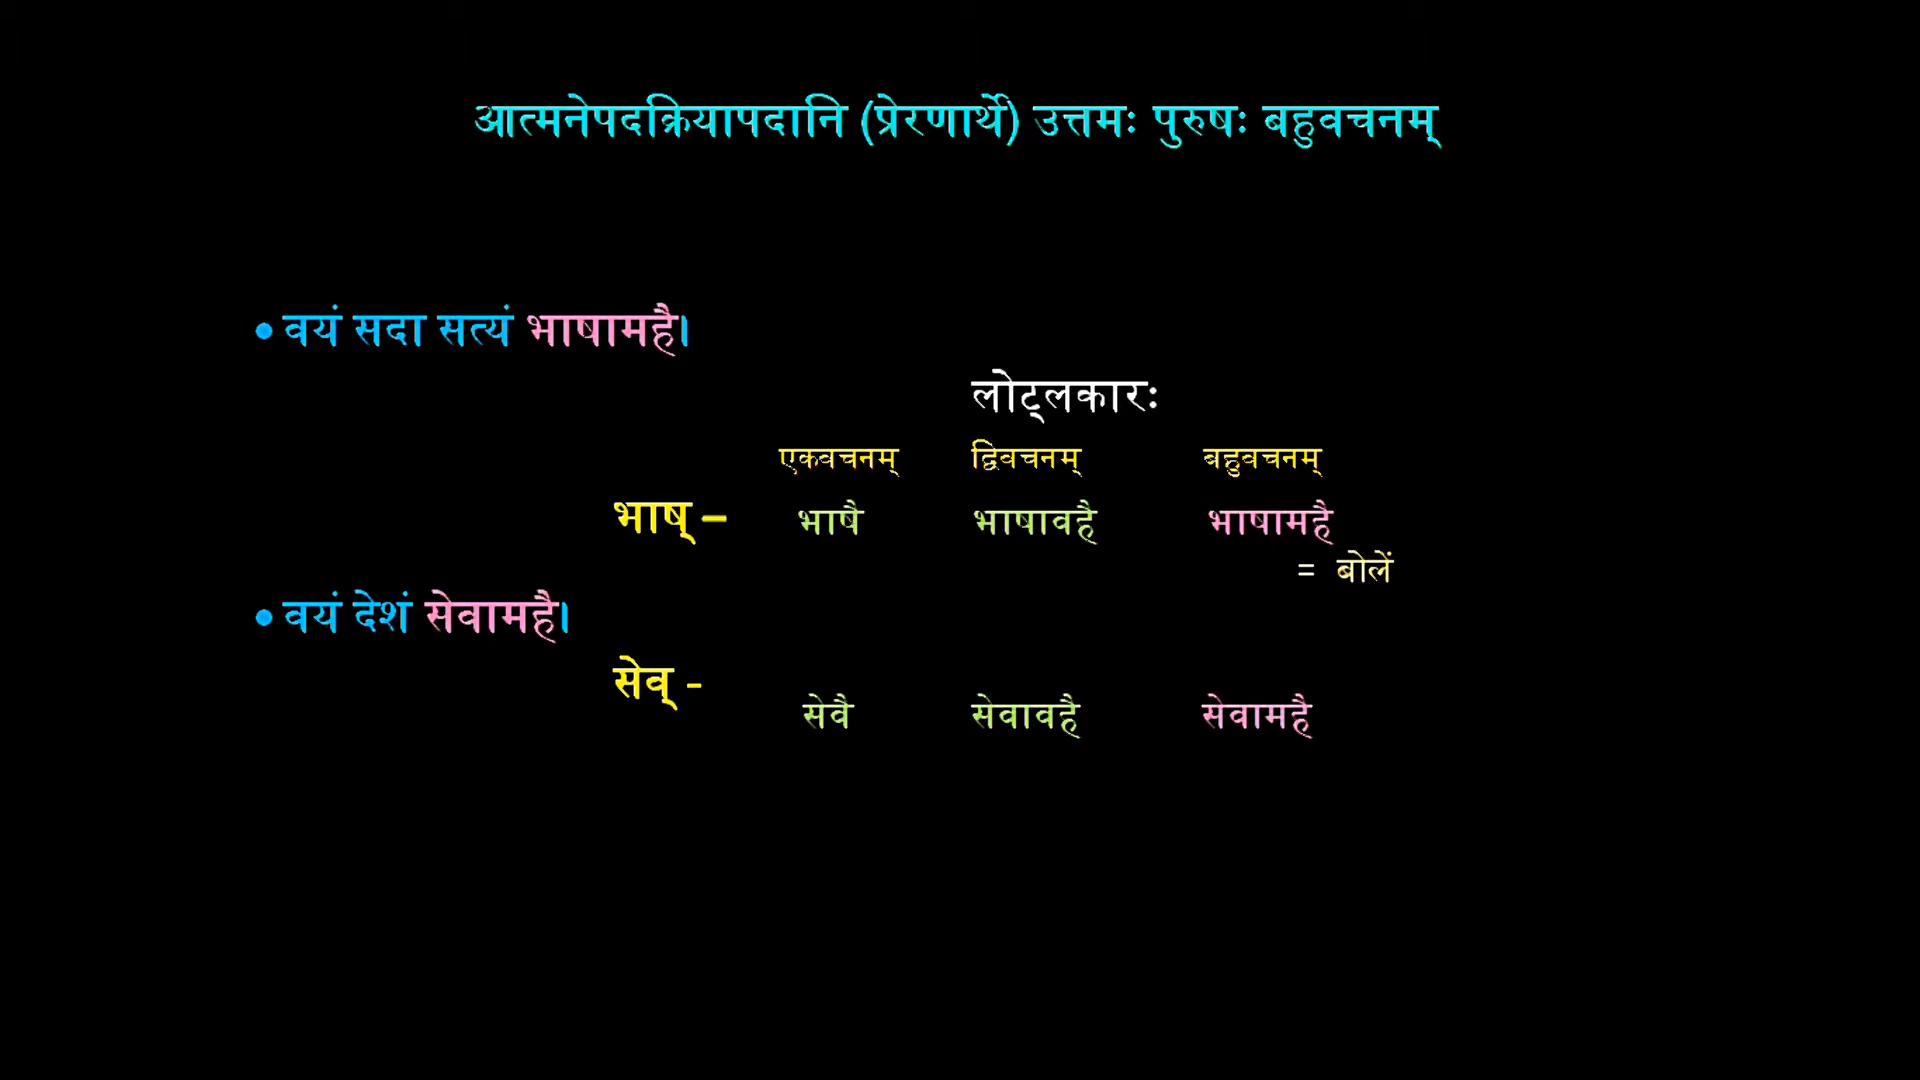 आत्मनेपदक्रियापदानि (प्रेरणार्थे) उत्तमः पुरुषः बहुवचनम्
• वयं सदा सत्यं भाषामहै।
लोट्लकारः
एकवचनम् द्विवचनम् बहुवचनम्
भाष् – भाषै भाषावहै भाषामहै
= बोलें
• वयं देशं सेवामहै।
सेव् -
सेवै सेवावहै सेवामहै